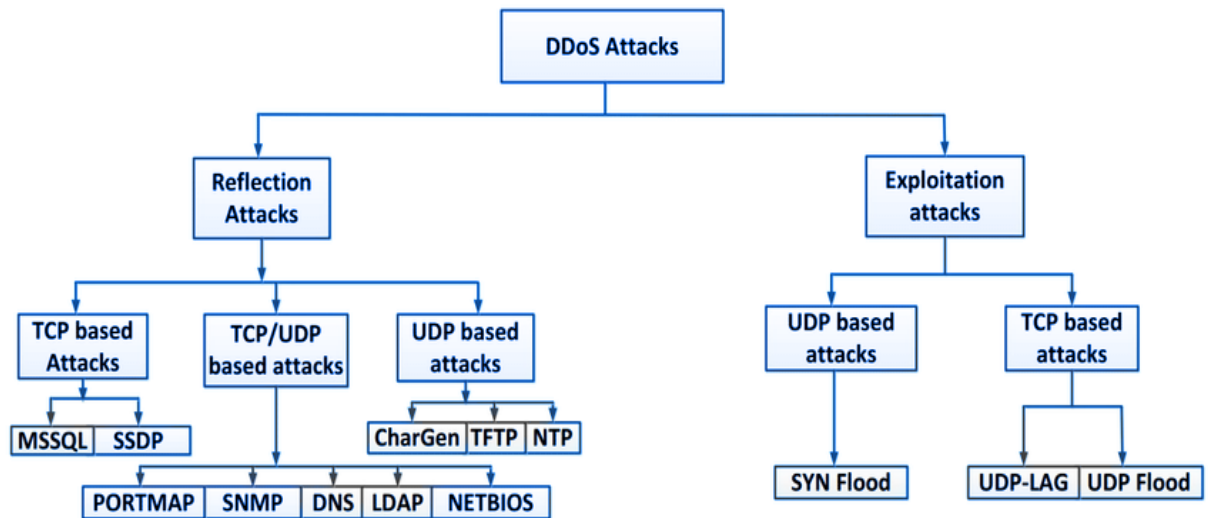 DDoS Attacks
Reflection
Attacks
Exploitation
attacks
TCP based
Attacks
TCP/UDP
based attacks
UDP based
attacks
UDP based
attacks
TCP based
attacks
MSSQL
SSDP
CharGen
TFTP
NTP
PORTMAP
SNMP
DNS
LDAP
NETBIOS
SYN Flood
UDP-LAG
UDP Flood